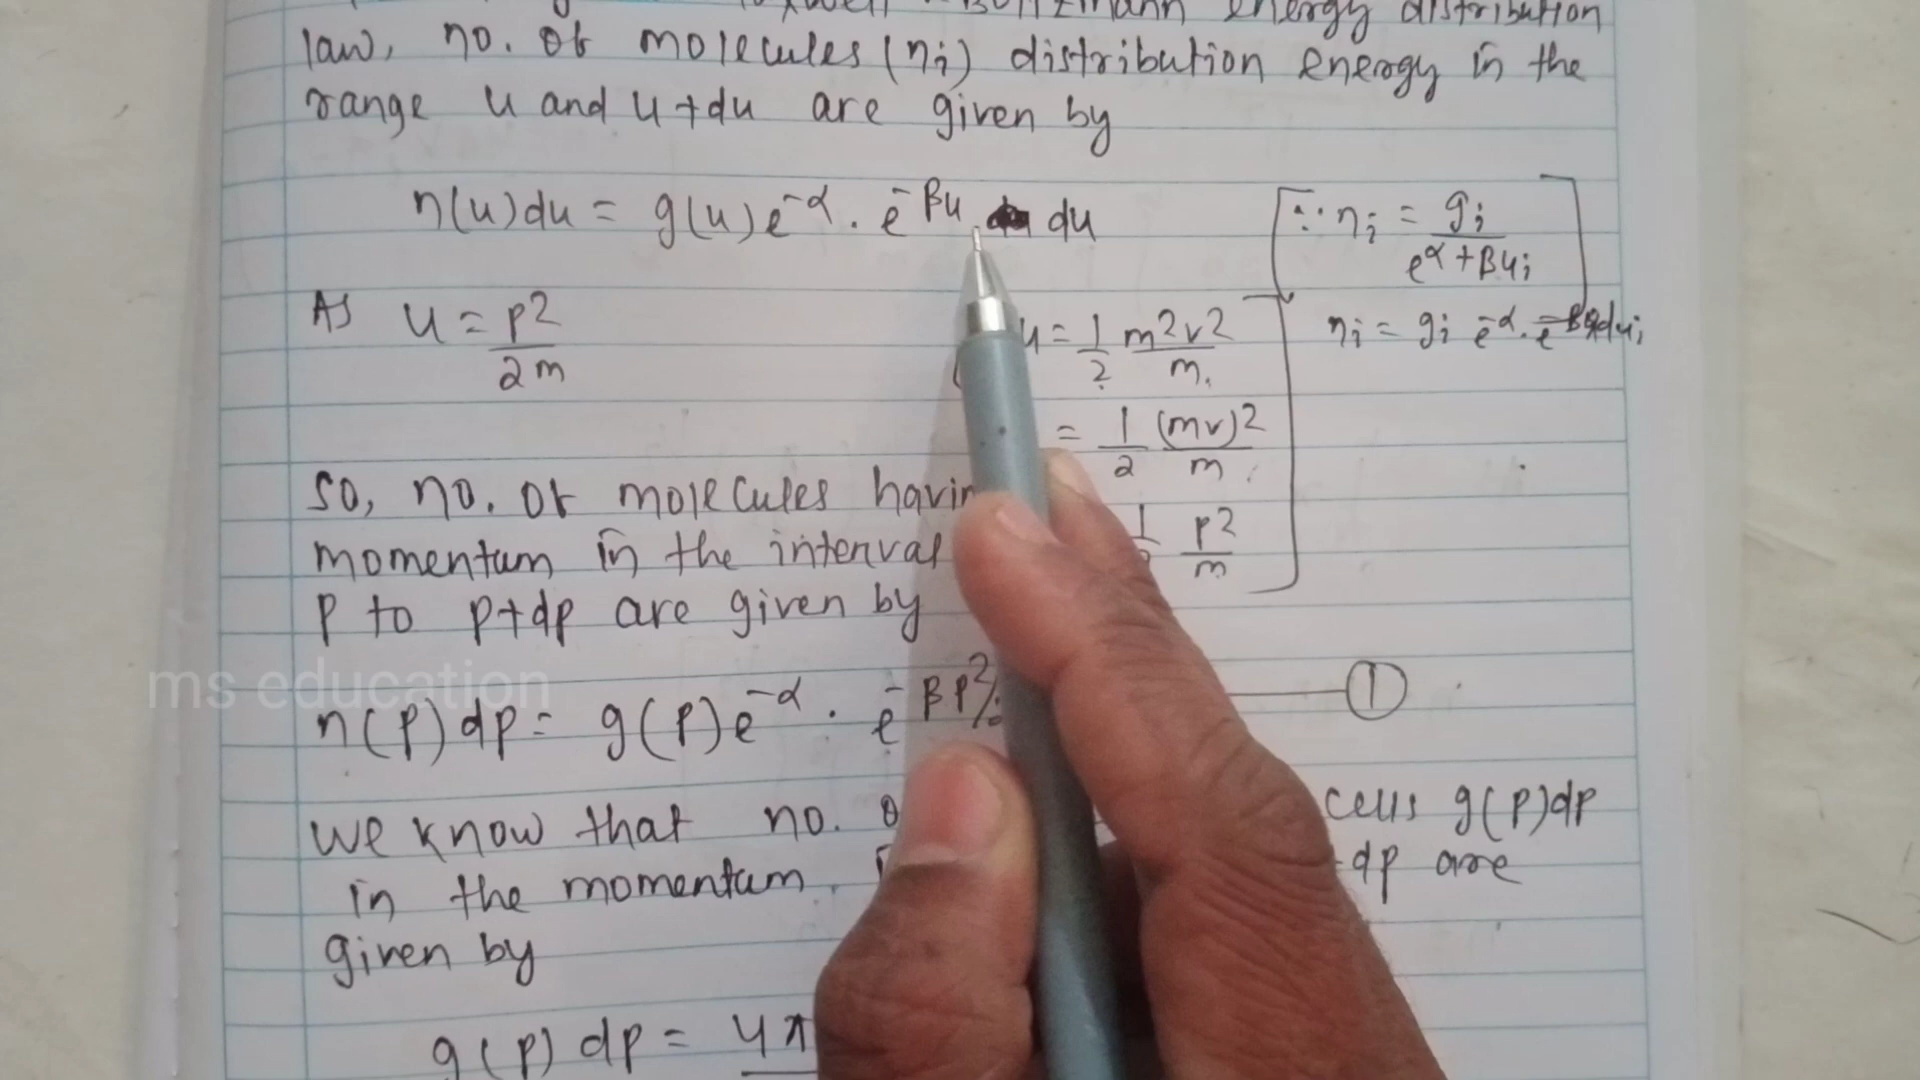 Boltzmann energy distribution
law, no. of molecules (ni) distribution energy in the
range u and u+du are given by
n(u)du = g(u)e^-α . e^-βu du
[∵ ni = gi / e^α+βui]
As u = p2 / 2m
u = 1/2 m2v2 / m.
ni = gi e^-α .
= 1/2 (mv)2 / m
p2 / m
So, no. of molecules
momentum in the interval
p to p+dp are given by
ms education
n(p)dp = g(p)e^-α . e^-βp2/
①
we know that no. cells g(p)dp
in the momentum dp are
given by
g(p) dp = 4π